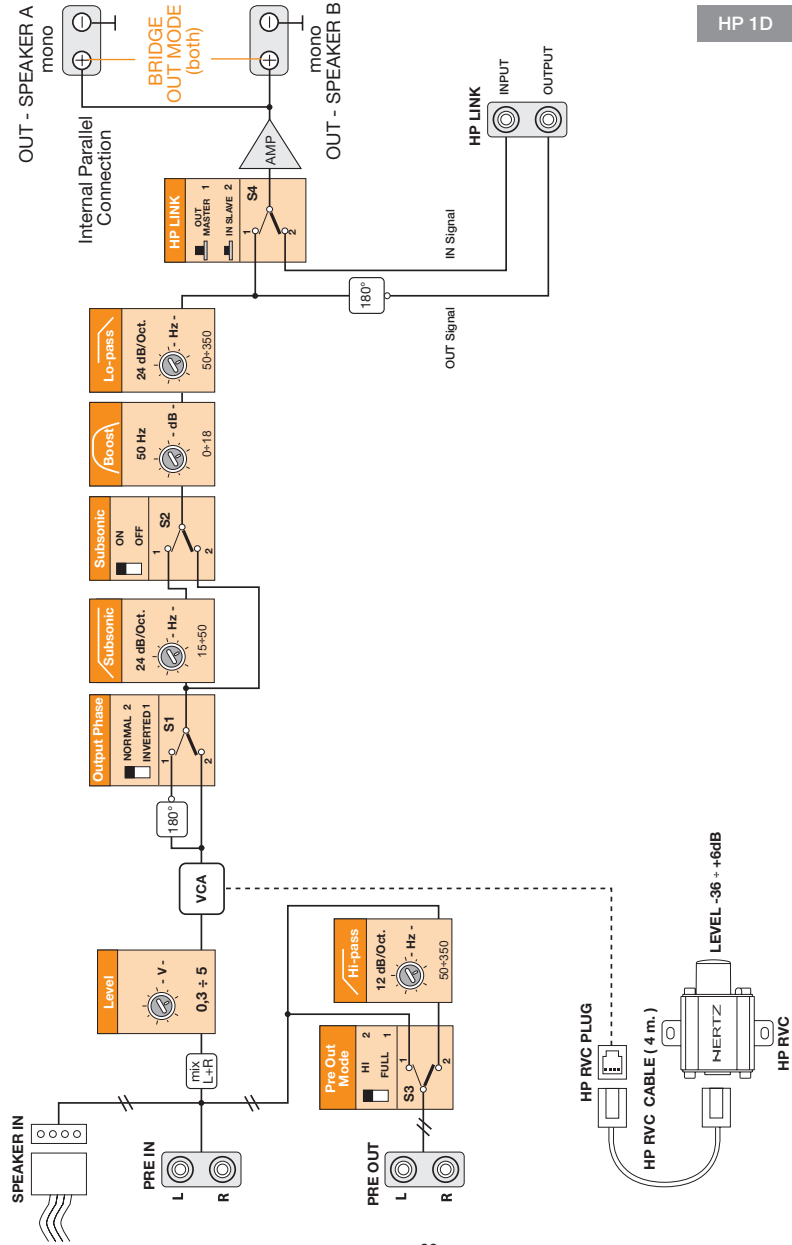 HP 1D
SPEAKER IN
PRE IN
L
R
mix
L+R
Level
- V -
0,3 ÷ 5
VCA
180°
Output Phase
NORMAL 2
INVERTED 1
S1
1
2
Subsonic
24 dB/Oct.
- Hz -
15÷50
Subsonic
ON
OFF
S2
1
2
Boost
50 Hz
- dB -
0÷18
Lo-pass
24 dB/Oct.
- Hz -
50÷350
HP LINK
OUT
MASTER 1
IN SLAVE 2
S4
1
2
AMP
Internal Parallel
Connection
OUT - SPEAKER A
mono
BRIDGE
OUT MODE
(both)
OUT - SPEAKER B
mono
180°
OUT Signal
IN Signal
HP LINK
INPUT
OUTPUT
PRE OUT
L
R
Pre Out
Mode
HI 2
FULL 1
S3
1
2
Hi-pass
12 dB/Oct.
- Hz -
50÷350
HP RVC PLUG
HP RVC CABLE ( 4 m. )
HERTZ
LEVEL -36 ÷ +6dB
HP RVC